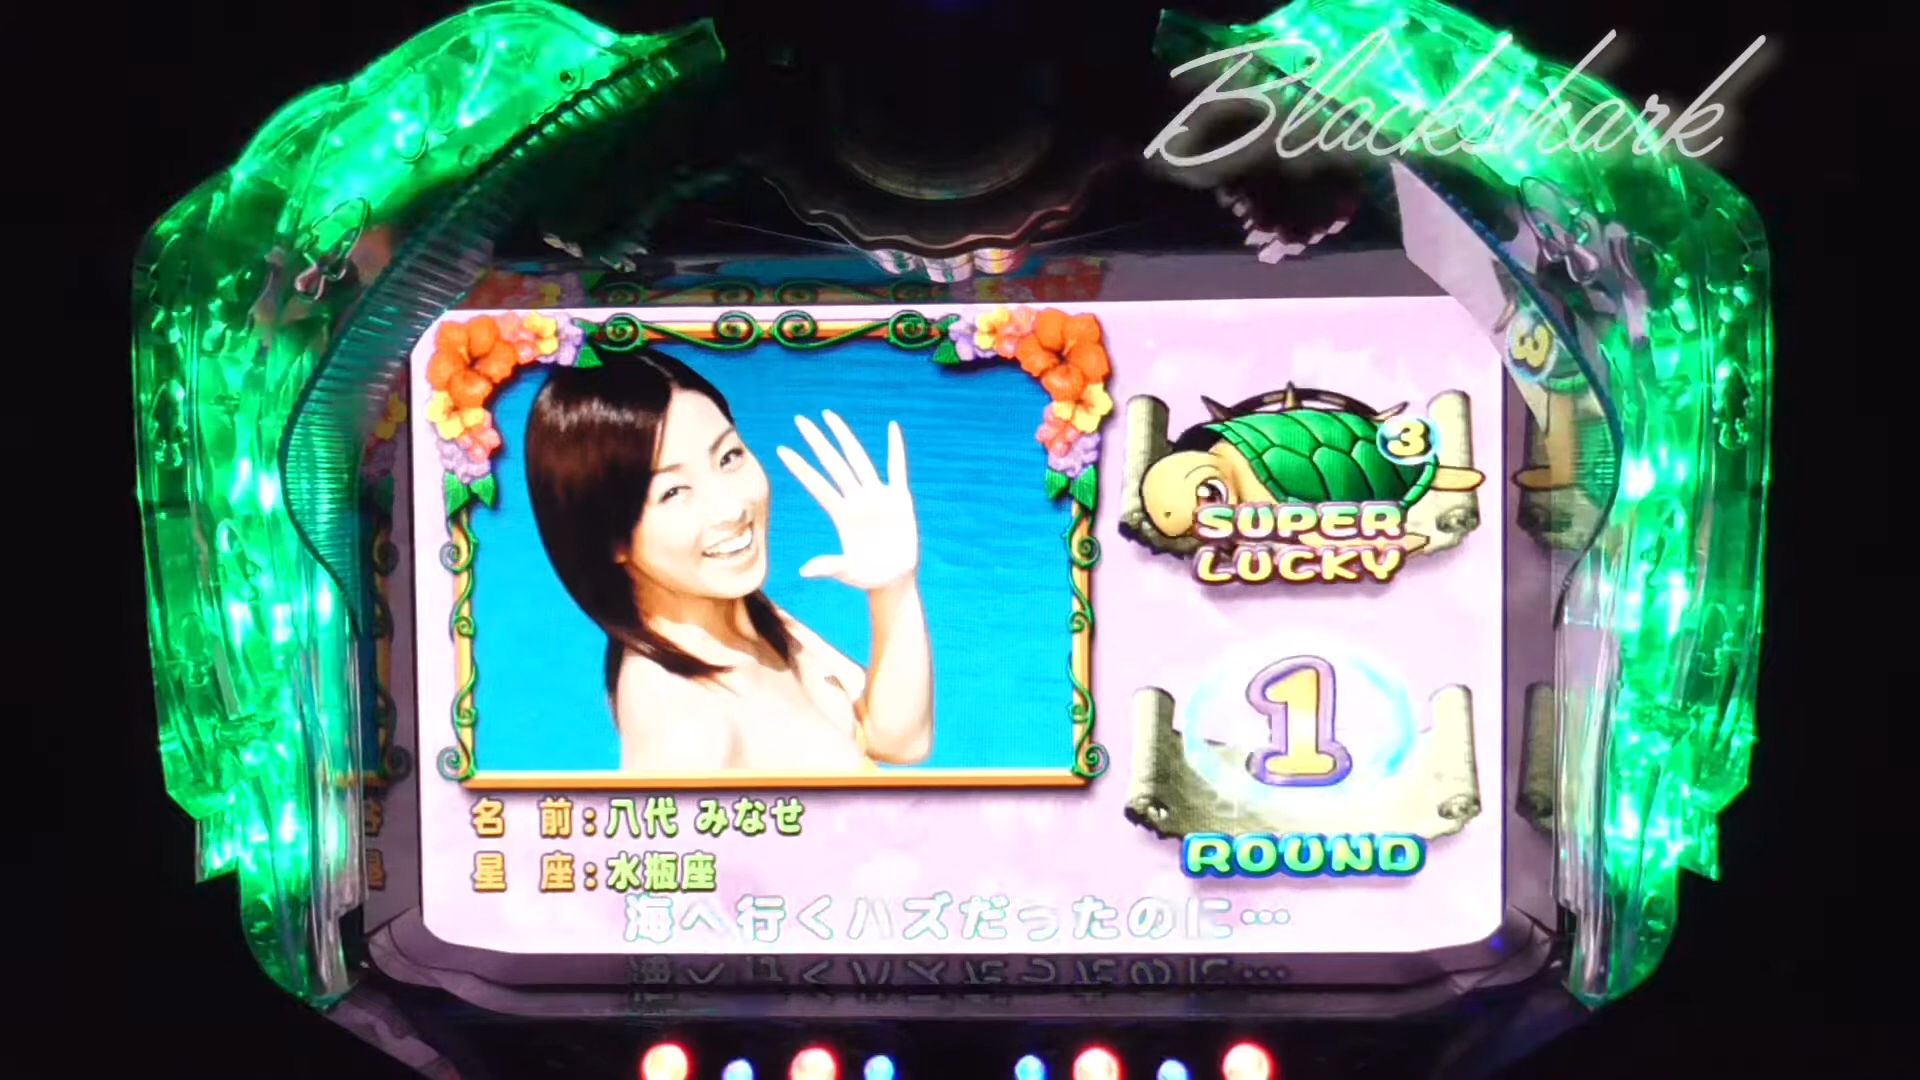 Blackshark
3
SUPER
LUCKY
1
ROUND
名 前:八代 みなせ
星 座:水瓶座
海へ行くハズだったのに…